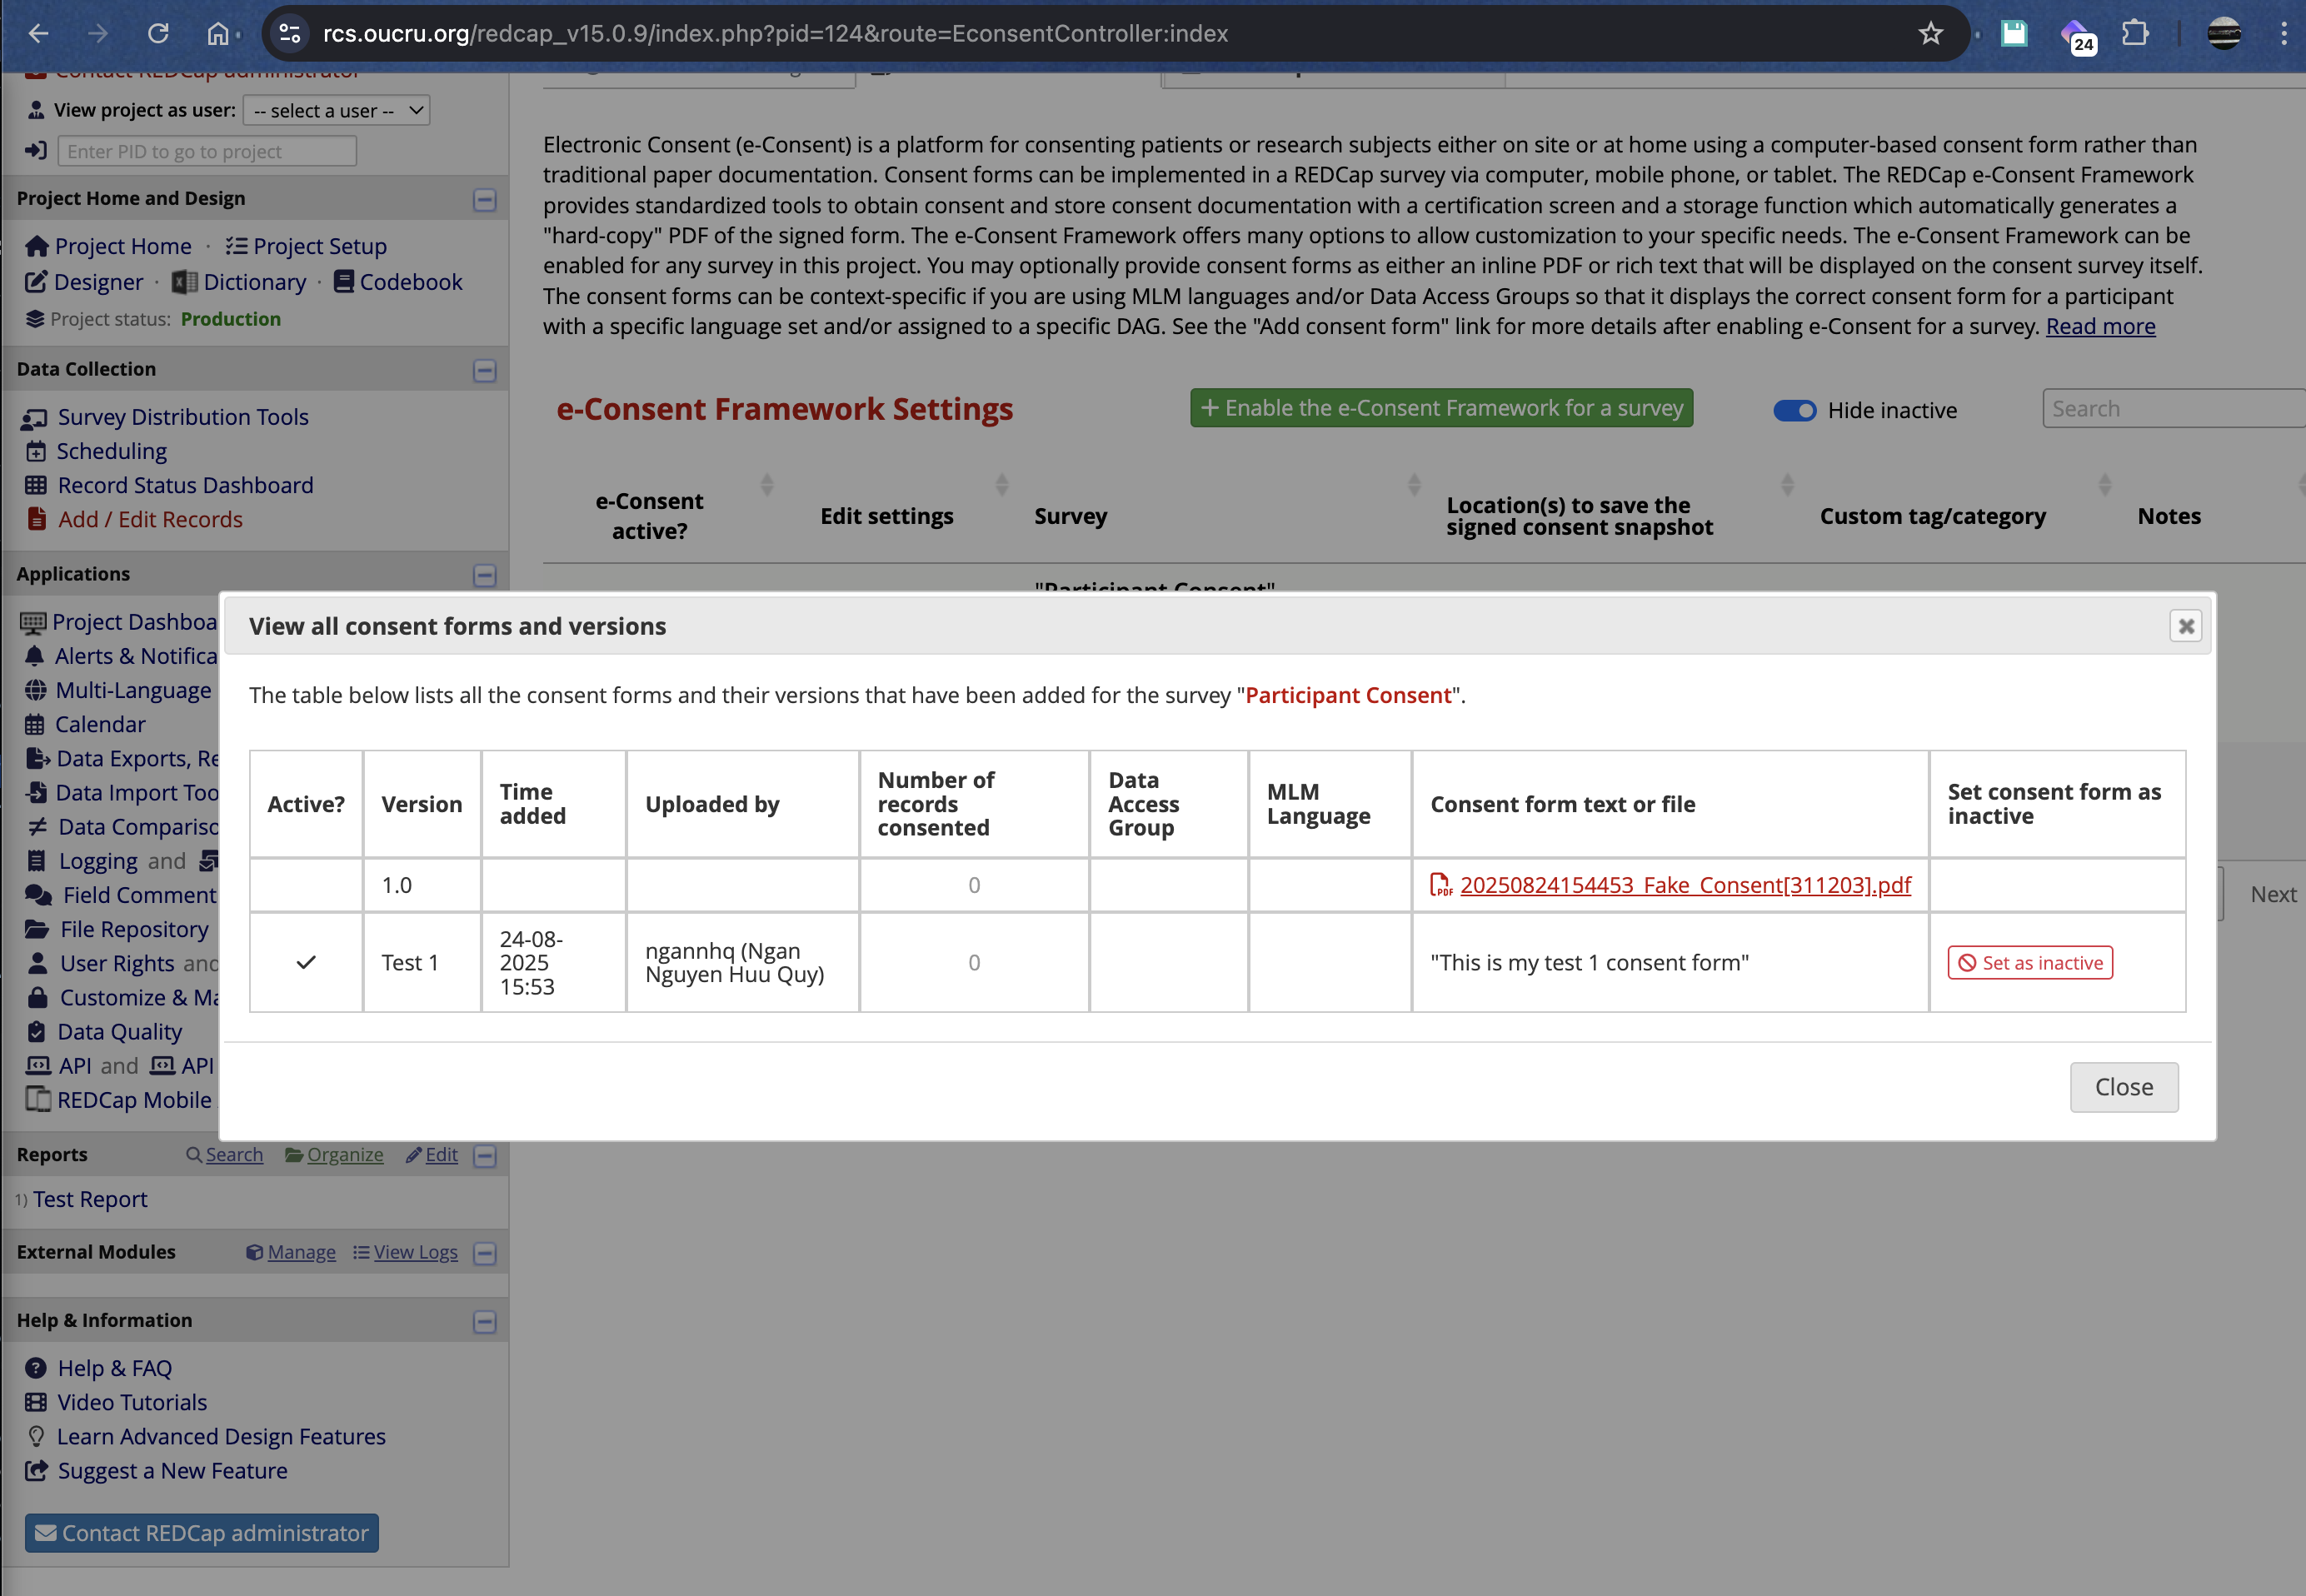 rcs.oucru.org/redcap_v15.0.9/index.php?pid=124&route=EconsentController:index
24
Contact REDCap administrator
View project as user: -- select a user --
Enter PID to go to project
Project Home and Design
Project Home · Project Setup
Designer · Dictionary · Codebook
Project status: Production
Data Collection
Survey Distribution Tools
Scheduling
Record Status Dashboard
Add / Edit Records
Applications
Project Dashboa
Alerts & Notifica
Multi-Language
Calendar
Data Exports, Re
Data Import Too
Data Compariso
Logging and
Field Comment
File Repository
User Rights and
Customize & Ma
Data Quality
API and API
REDCap Mobile
Reports Search Organize Edit
1) Test Report
External Modules Manage View Logs
Help & Information
Help & FAQ
Video Tutorials
Learn Advanced Design Features
Suggest a New Feature
Contact REDCap administrator
Electronic Consent (e-Consent) is a platform for consenting patients or research subjects either on site or at home using a computer-based consent form rather than
traditional paper documentation. Consent forms can be implemented in a REDCap survey via computer, mobile phone, or tablet. The REDCap e-Consent Framework
provides standardized tools to obtain consent and store consent documentation with a certification screen and a storage function which automatically generates a
"hard-copy" PDF of the signed form. The e-Consent Framework offers many options to allow customization to your specific needs. The e-Consent Framework can be
enabled for any survey in this project. You may optionally provide consent forms as either an inline PDF or rich text that will be displayed on the consent survey itself.
The consent forms can be context-specific if you are using MLM languages and/or Data Access Groups so that it displays the correct consent form for a participant
with a specific language set and/or assigned to a specific DAG. See the "Add consent form" link for more details after enabling e-Consent for a survey. Read more
e-Consent Framework Settings
+ Enable the e-Consent Framework for a survey
Hide inactive
Search
e-Consent
active?
Edit settings
Survey
Location(s) to save the
signed consent snapshot
Custom tag/category
Notes
"Participant Consent"
Next
View all consent forms and versions
The table below lists all the consent forms and their versions that have been added for the survey "Participant Consent".
Active?
Version
Time
added
Uploaded by
Number of
records
consented
Data
Access
Group
MLM
Language
Consent form text or file
Set consent form as
inactive
1.0
0
PDF 20250824154453_Fake_Consent[311203].pdf
Test 1
24-08-
2025
15:53
ngannhq (Ngan
Nguyen Huu Quy)
0
"This is my test 1 consent form"
Set as inactive
Close